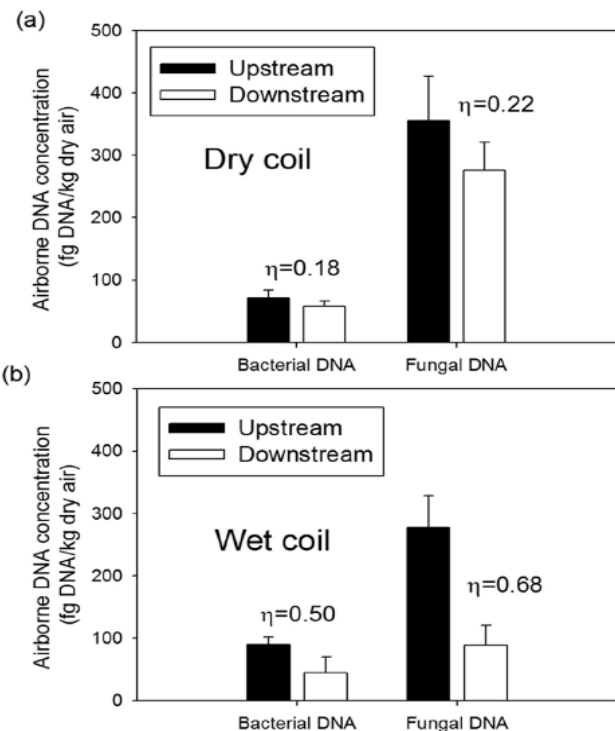 (a)
500
400
300
200
100
0
Airborne DNA concentration
(fg DNA/kg dry air)
Upstream
Downstream
Dry coil
η=0.18
η=0.22
Bacterial DNA
Fungal DNA
(b)
500
400
300
200
100
0
Airborne DNA concentration
(fg DNA/kg dry air)
Upstream
Downstream
Wet coil
η=0.50
η=0.68
Bacterial DNA
Fungal DNA